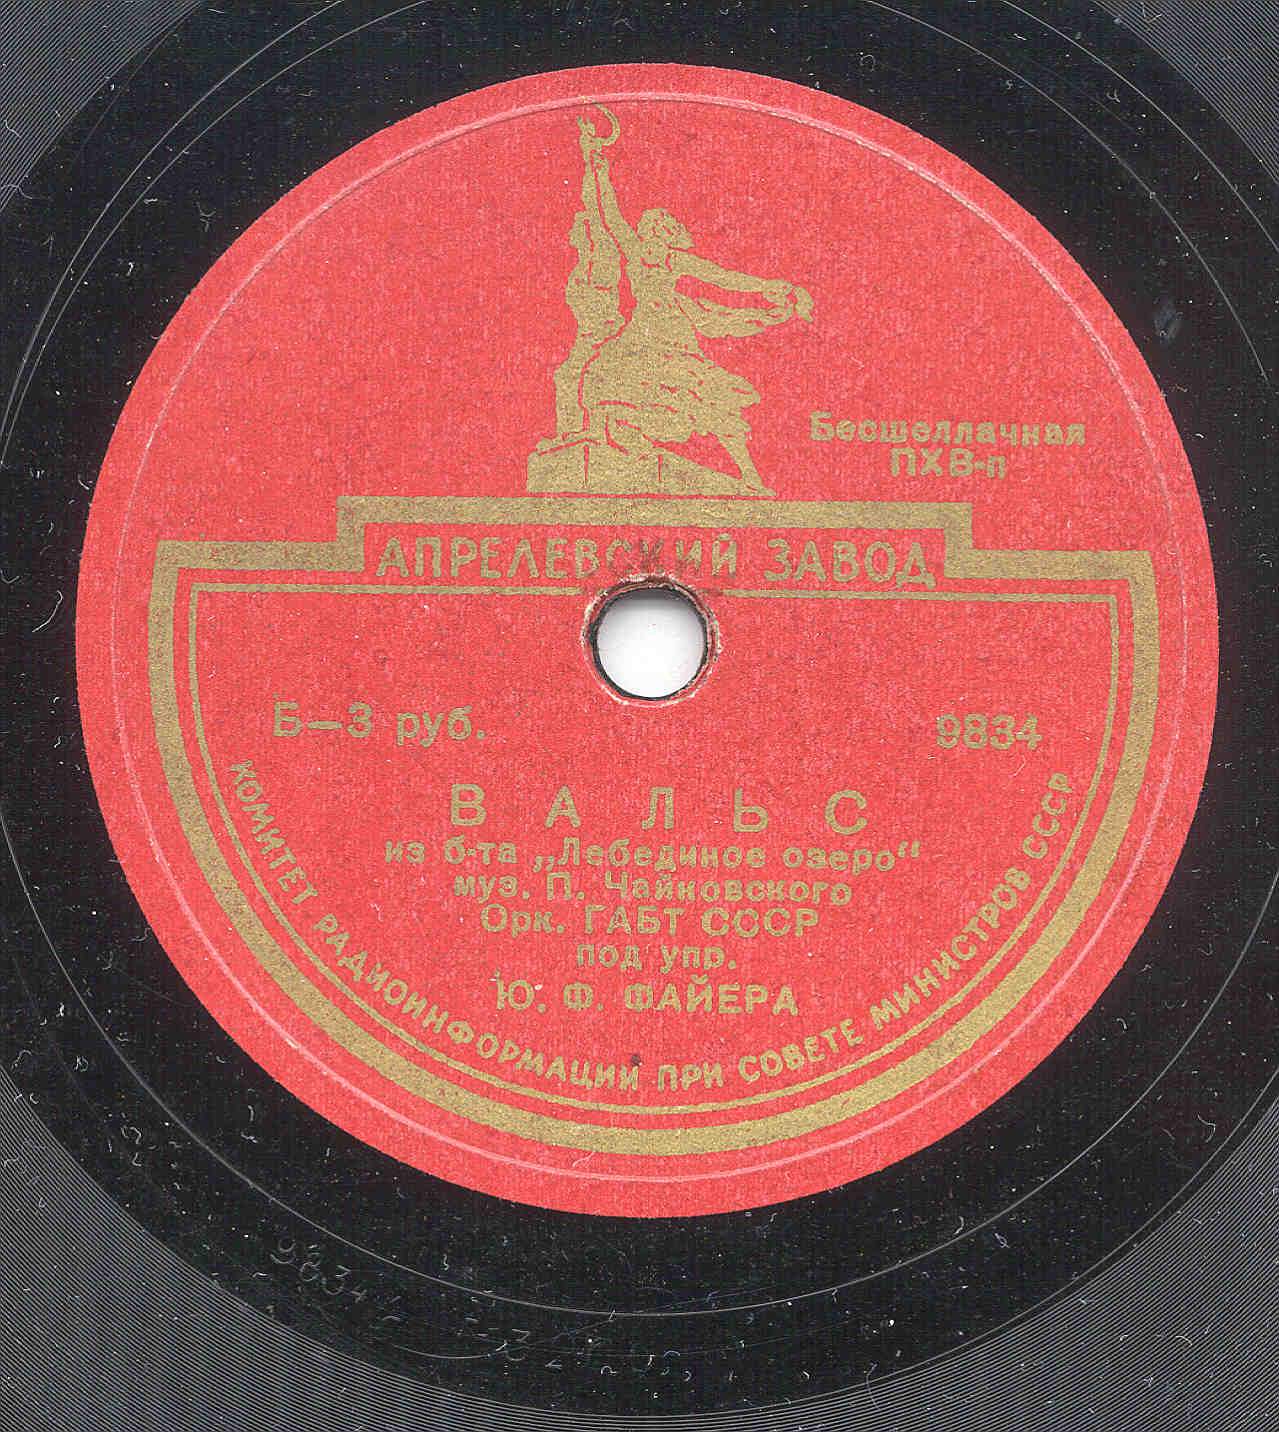 Бесшеллачная
ПХВ-п
АПРЕЛЕВСКИЙ ЗАВОД
Б—3 руб.
9834
ВАЛЬС
из б-та „Лебединое озеро“
муз. П. Чайковского
Орк. ГАБТ СССР
под упр.
Ю. Ф. ФАЙЕРА
КОМИТЕТ РАДИОИНФОРМАЦИИ ПРИ СОВЕТЕ МИНИСТРОВ СССР
9834